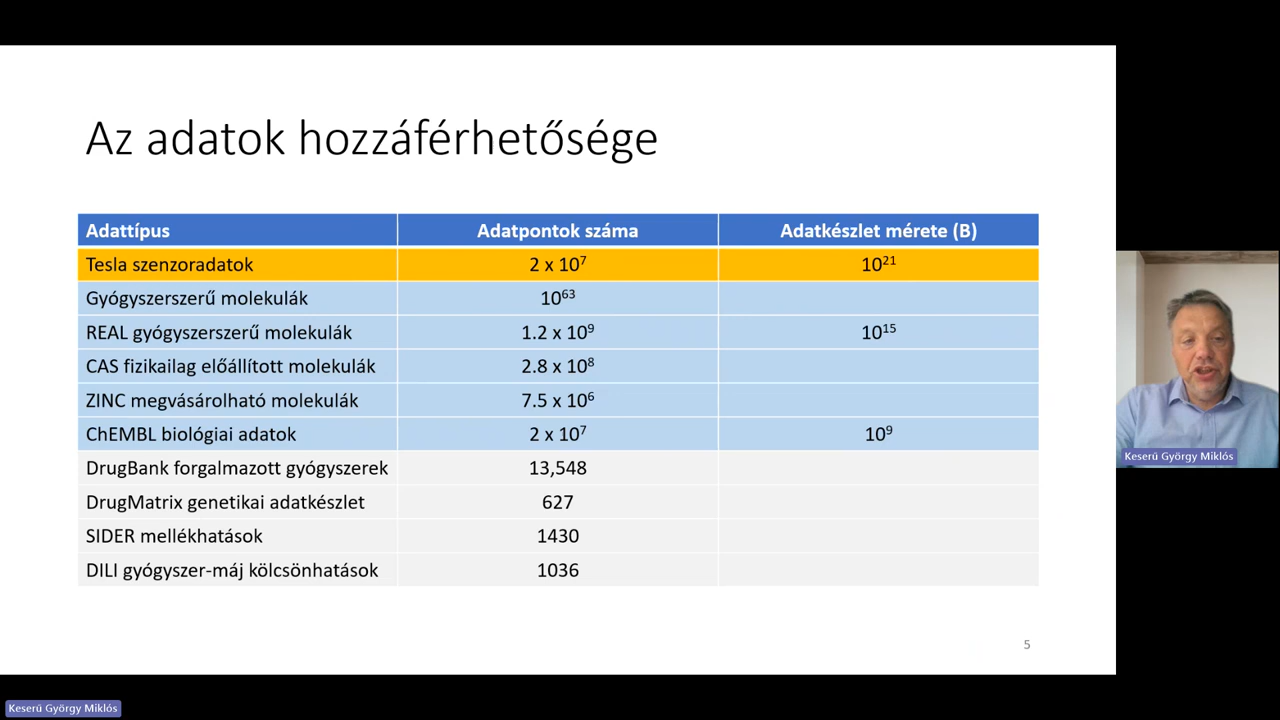 Az adatok hozzáférhetősége
Adattípus Adatpontok száma Adatkészlet mérete (B)
Tesla szenzoradatok 2 x 10⁷ 10²¹
Gyógyszerszerű molekulák 10⁶³
REAL gyógyszerszerű molekulák 1.2 x 10⁹ 10¹⁵
CAS fizikailag előállított molekulák 2.8 x 10⁸
ZINC megvásárolható molekulák 7.5 x 10⁶
ChEMBL biológiai adatok 2 x 10⁷ 10⁹
DrugBank forgalmazott gyógyszerek 13,548
DrugMatrix genetikai adatkészlet 627
SIDER mellékhatások 1430
DILI gyógyszer-máj kölcsönhatások 1036
5
Keserű György Miklós
Keserű György Miklós